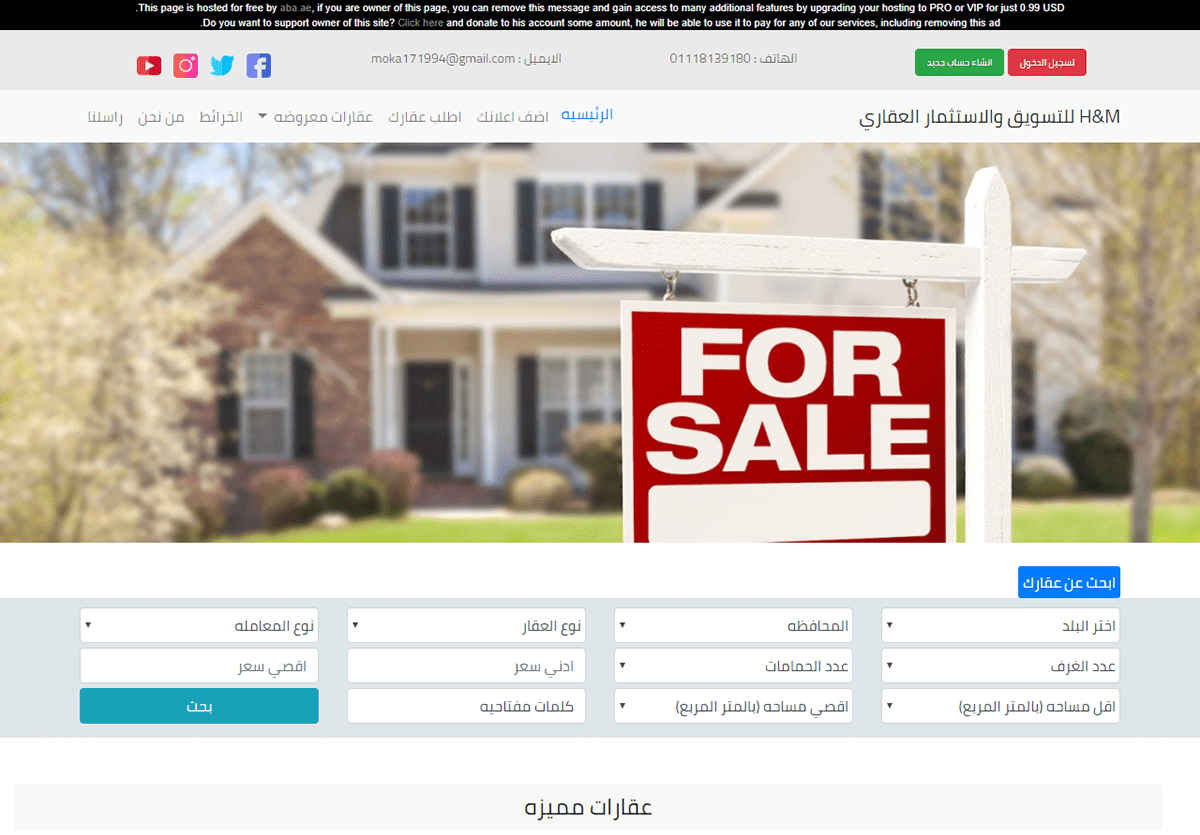 .This page is hosted for free by aba.ae, if you are owner of this page, you can remove this message and gain access to many additional features by upgrading your hosting to PRO or VIP for just 0.99 USD
.Do you want to support owner of this site? Click here and donate to his account some amount, he will be able to use it to pay for any of our services, including removing this ad
تسجيل الدخول
انشاء حساب جديد
الهاتف : 01118139180
الايميل : moka171994@gmail.com
H&M للتسويق والاستثمار العقاري
الرئيسيه
اضف اعلانك
اطلب عقارك
عقارات معروضه
الخرائط
من نحن
راسلنا
FOR
SALE
ابحث عن عقارك
اختر البلد
المحافظه
نوع العقار
نوع المعامله
عدد الغرف
عدد الحمامات
ادني سعر
اقصي سعر
اقل مساحه (بالمتر المربع)
اقصي مساحه (بالمتر المربع)
كلمات مفتاحيه
بحث
عقارات مميزه